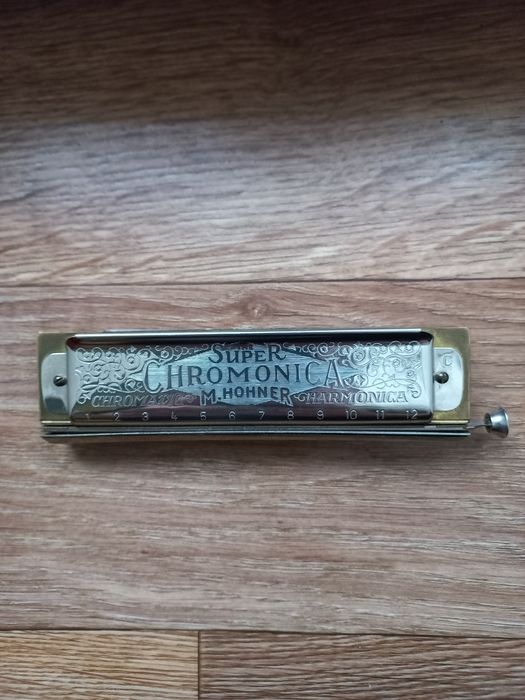 SUPER
CHROMONICA
CHROMATIC M. HOHNER HARMONICA
1 2 3 4 5 6 7 8 9 10 11 12
C